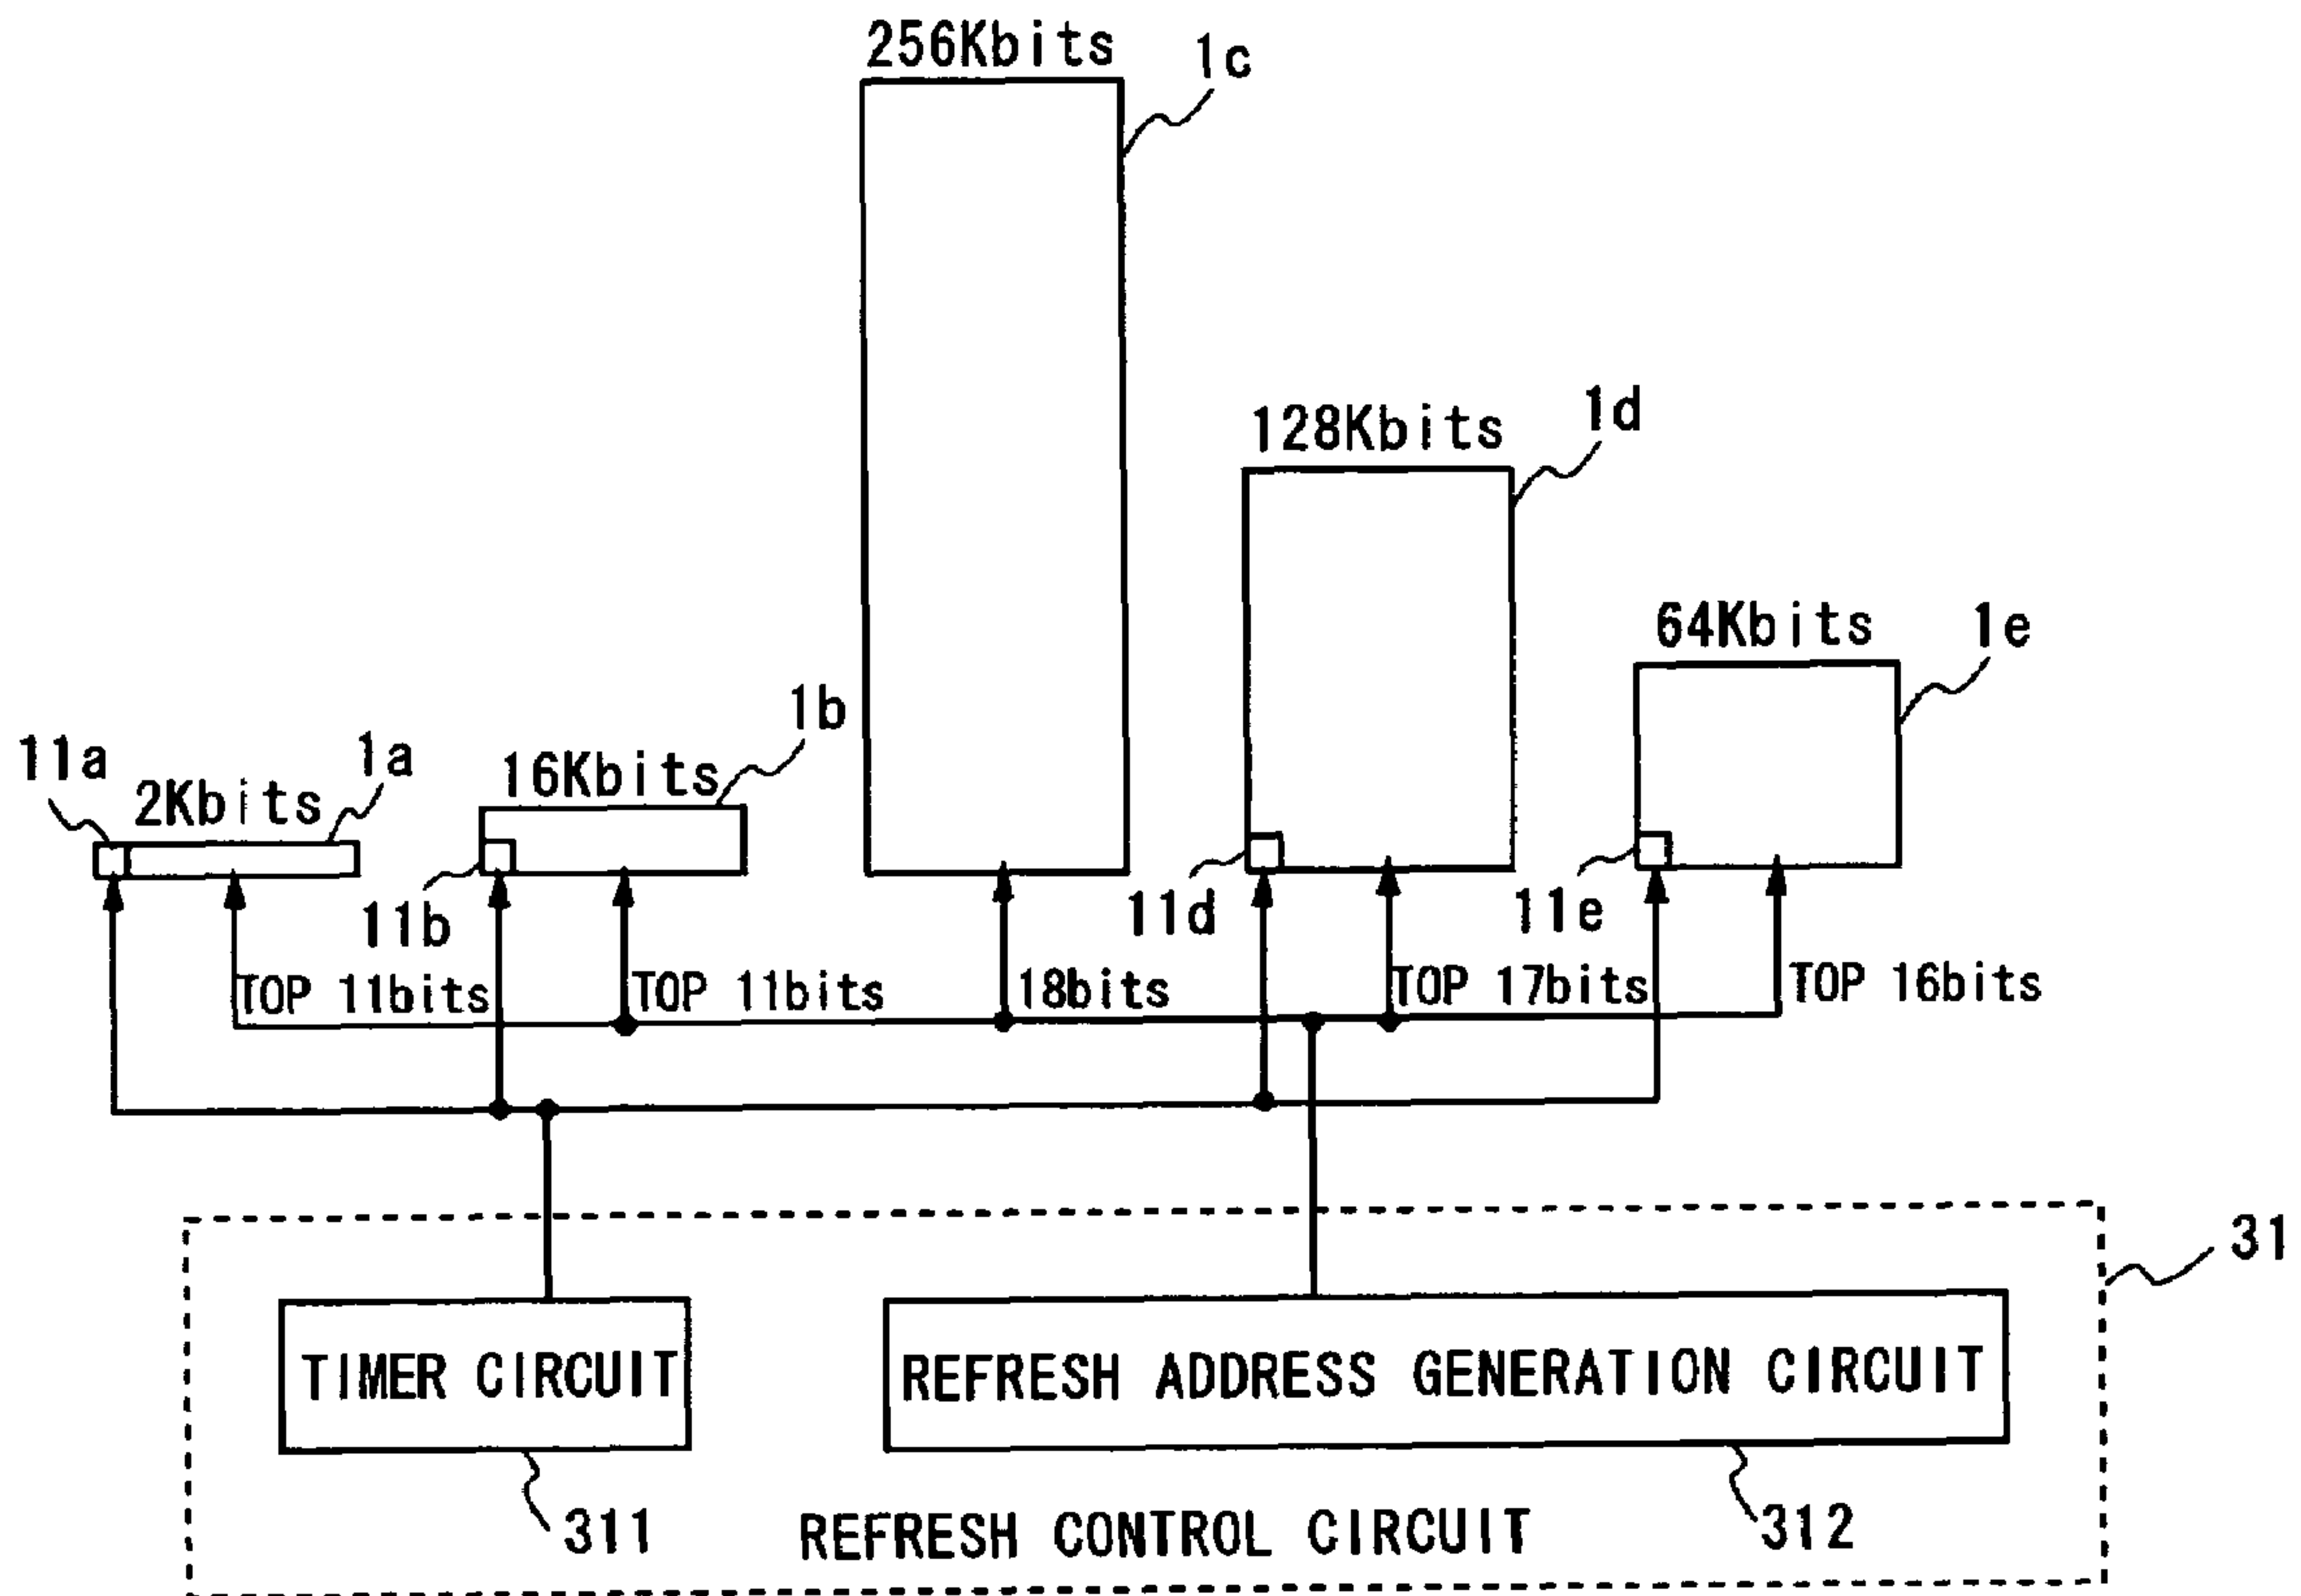 256Kbits
1c
128Kbits
1d
64Kbits
1e
11a
2Kbits
1a
16Kbits
1b
11b
11d
11e
TOP 11bits
TOP 11bits
18bits
TOP 17bits
TOP 16bits
31
TIMER CIRCUIT
REFRESH ADDRESS GENERATION CIRCUIT
311
REFRESH CONTROL CIRCUIT
312